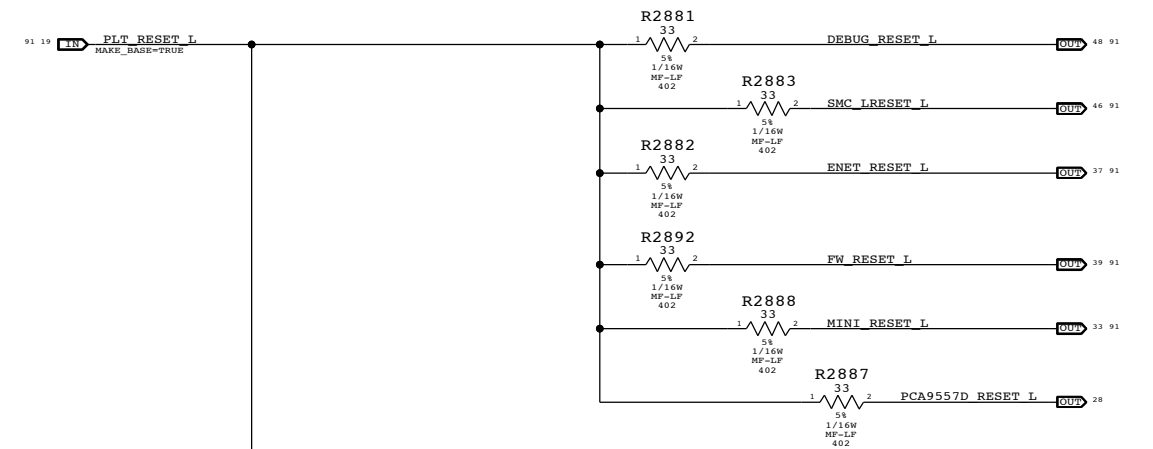 R2881
91 19 IN PLT_RESET_L 1 33 2 DEBUG_RESET_L OUT 48 91
MAKE_BASE=TRUE
5%
1/16W
MF-LF
402
R2883
1 33 2 SMC_LRESET_L OUT 46 91
5%
1/16W
MF-LF
402
R2882
1 33 2 ENET_RESET_L OUT 37 91
5%
1/16W
MF-LF
402
R2892
1 33 2 FW_RESET_L OUT 39 91
5%
1/16W
MF-LF
402
R2888
1 33 2 MINI_RESET_L OUT 33 91
5%
1/16W
MF-LF
402
R2887
1 33 2 PCA9557D_RESET_L OUT 28
5%
1/16W
MF-LF
402